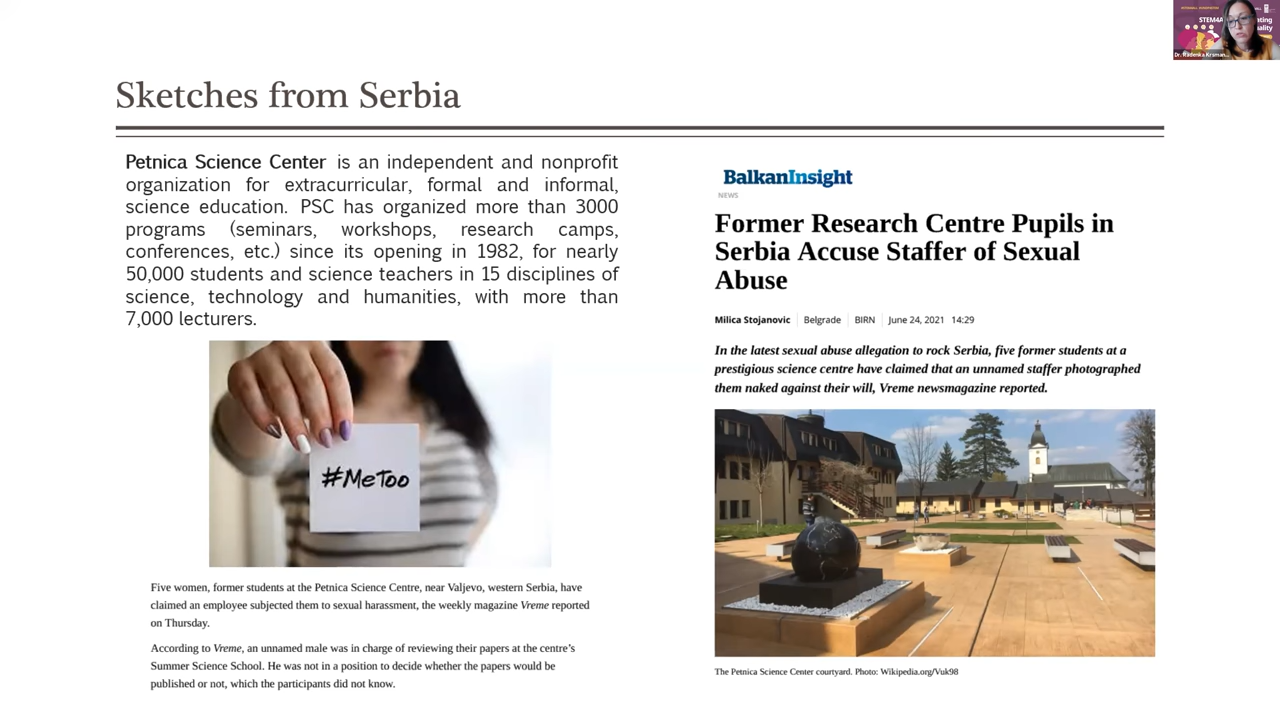 STEM4A
ating
uality
Dr. Radenka Krsman...
Sketches from Serbia
Petnica Science Center is an independent and nonprofit
organization for extracurricular, formal and informal,
science education. PSC has organized more than 3000
programs (seminars, workshops, research camps,
conferences, etc.) since its opening in 1982, for nearly
50,000 students and science teachers in 15 disciplines of
science, technology and humanities, with more than
7,000 lecturers.
#MeToo
Five women, former students at the Petnica Science Centre, near Valjevo, western Serbia, have
claimed an employee subjected them to sexual harassment, the weekly magazine Vreme reported
on Thursday.
According to Vreme, an unnamed male was in charge of reviewing their papers at the centre's
Summer Science School. He was not in a position to decide whether the papers would be
published or not, which the participants did not know.
BalkanInsight
NEWS
Former Research Centre Pupils in
Serbia Accuse Staffer of Sexual
Abuse
Milica Stojanovic Belgrade BIRN June 24, 2021 14:29
In the latest sexual abuse allegation to rock Serbia, five former students at a
prestigious science centre have claimed that an unnamed staffer photographed
them naked against their will, Vreme newsmagazine reported.
The Petnica Science Center courtyard. Photo: Wikipedia.org/Vuk98